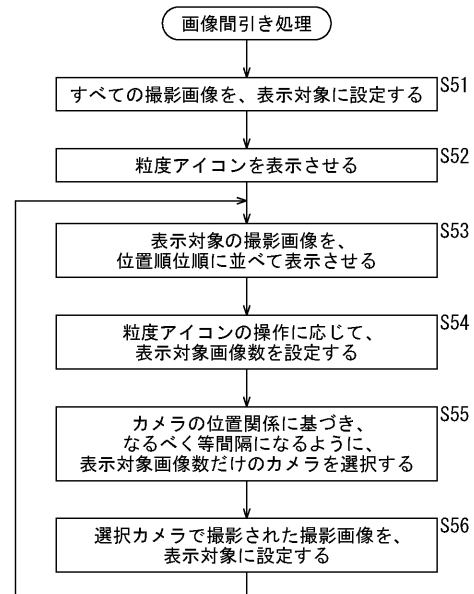 画像間引き処理
S51
すべての撮影画像を、表示対象に設定する
S52
粒度アイコンを表示させる
S53
表示対象の撮影画像を、
位置順位順に並べて表示させる
S54
粒度アイコンの操作に応じて、
表示対象画像数を設定する
S55
カメラの位置関係に基づき、
なるべく等間隔になるように、
表示対象画像数だけのカメラを選択する
S56
選択カメラで撮影された撮影画像を、
表示対象に設定する